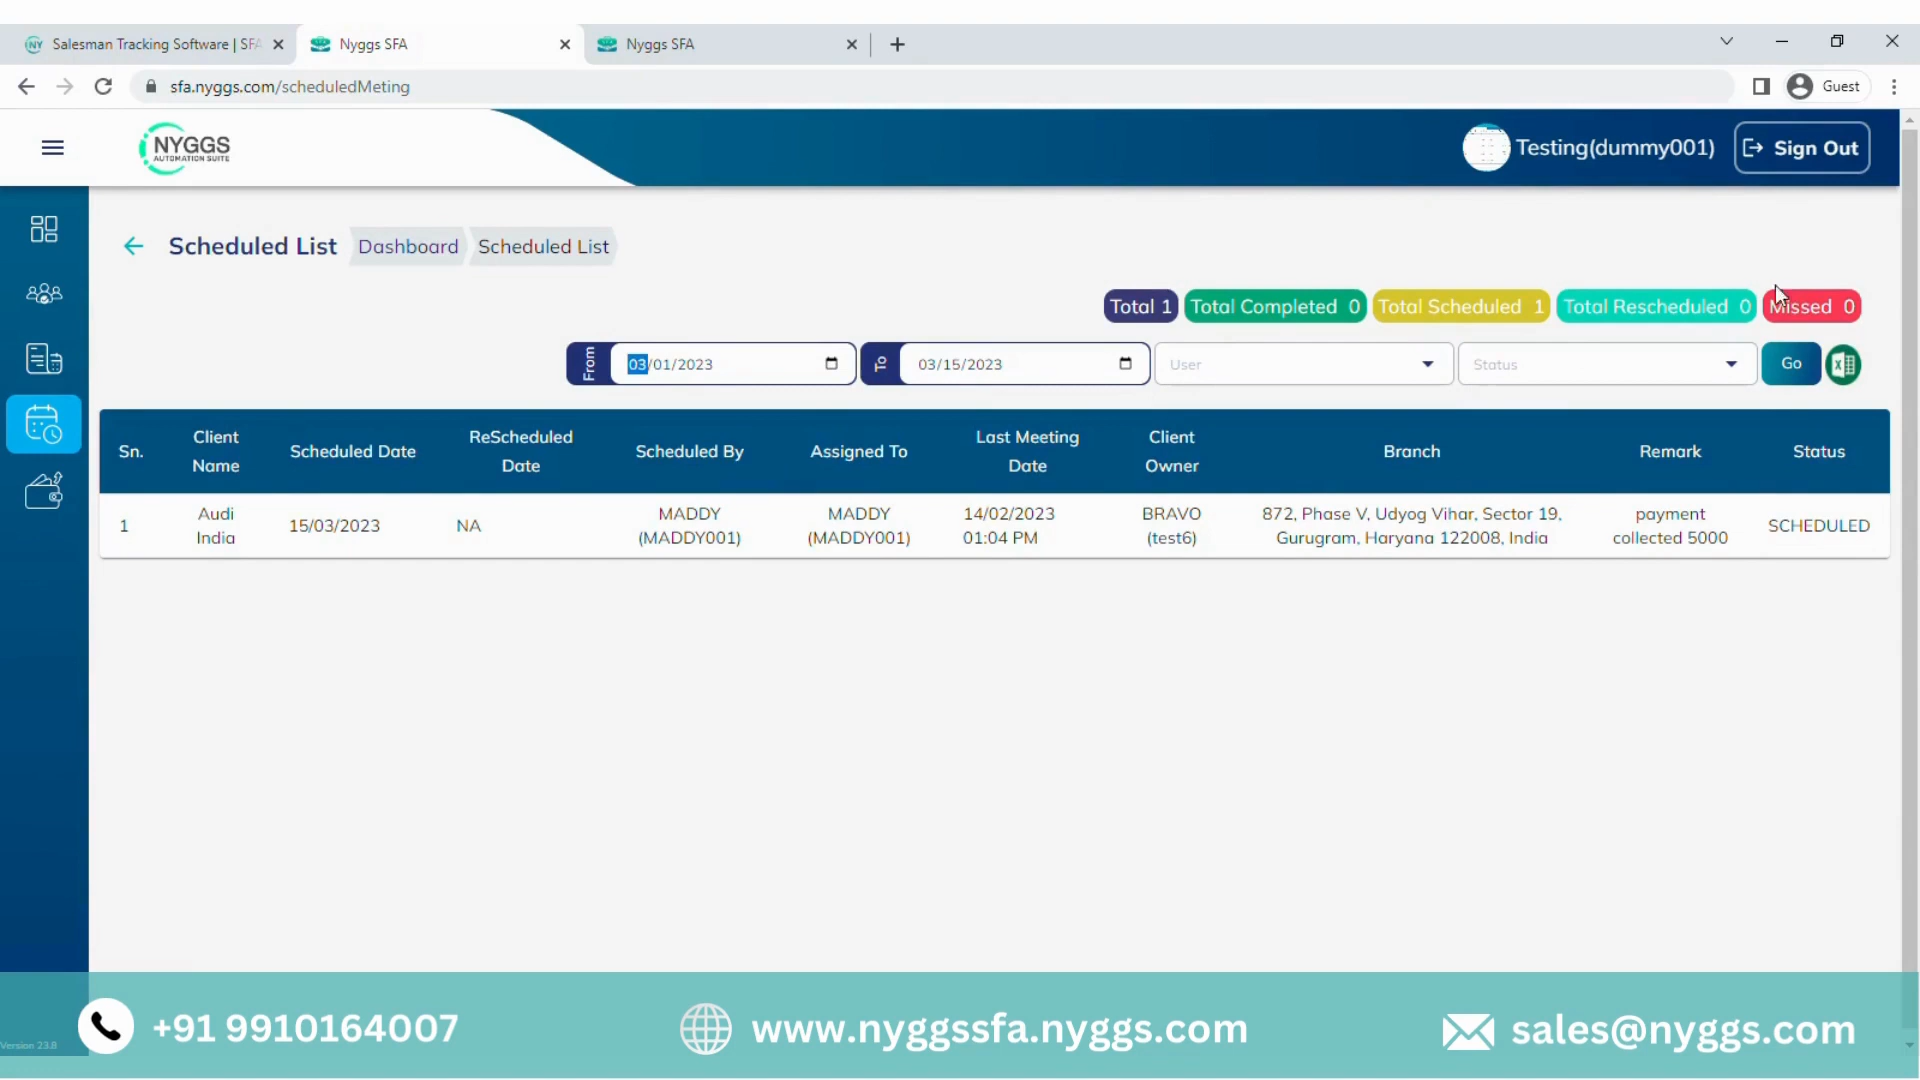 NY Salesman Tracking Software | SFA
Nyggs SFA
Nyggs SFA
sfa.nyggs.com/scheduledMeting
Guest
NYGGS
AUTOMATION SUITE
Testing(dummy001)
Sign Out
Scheduled List
Dashboard
Scheduled List
Total 1
Total Completed 0
Total Scheduled 1
Total Rescheduled 0
Missed 0
From
03/01/2023
To
03/15/2023
User
Status
Go
Sn.
Client
Name
Scheduled Date
ReScheduled
Date
Scheduled By
Assigned To
Last Meeting
Date
Client
Owner
Branch
Remark
Status
1
Audi
India
15/03/2023
NA
MADDY
(MADDY001)
MADDY
(MADDY001)
14/02/2023
01:04 PM
BRAVO
(test6)
872, Phase V, Udyog Vihar, Sector 19,
Gurugram, Haryana 122008, India
payment
collected 5000
SCHEDULED
+91 9910164007
www.nyggssfa.nyggs.com
sales@nyggs.com
Version 23.8